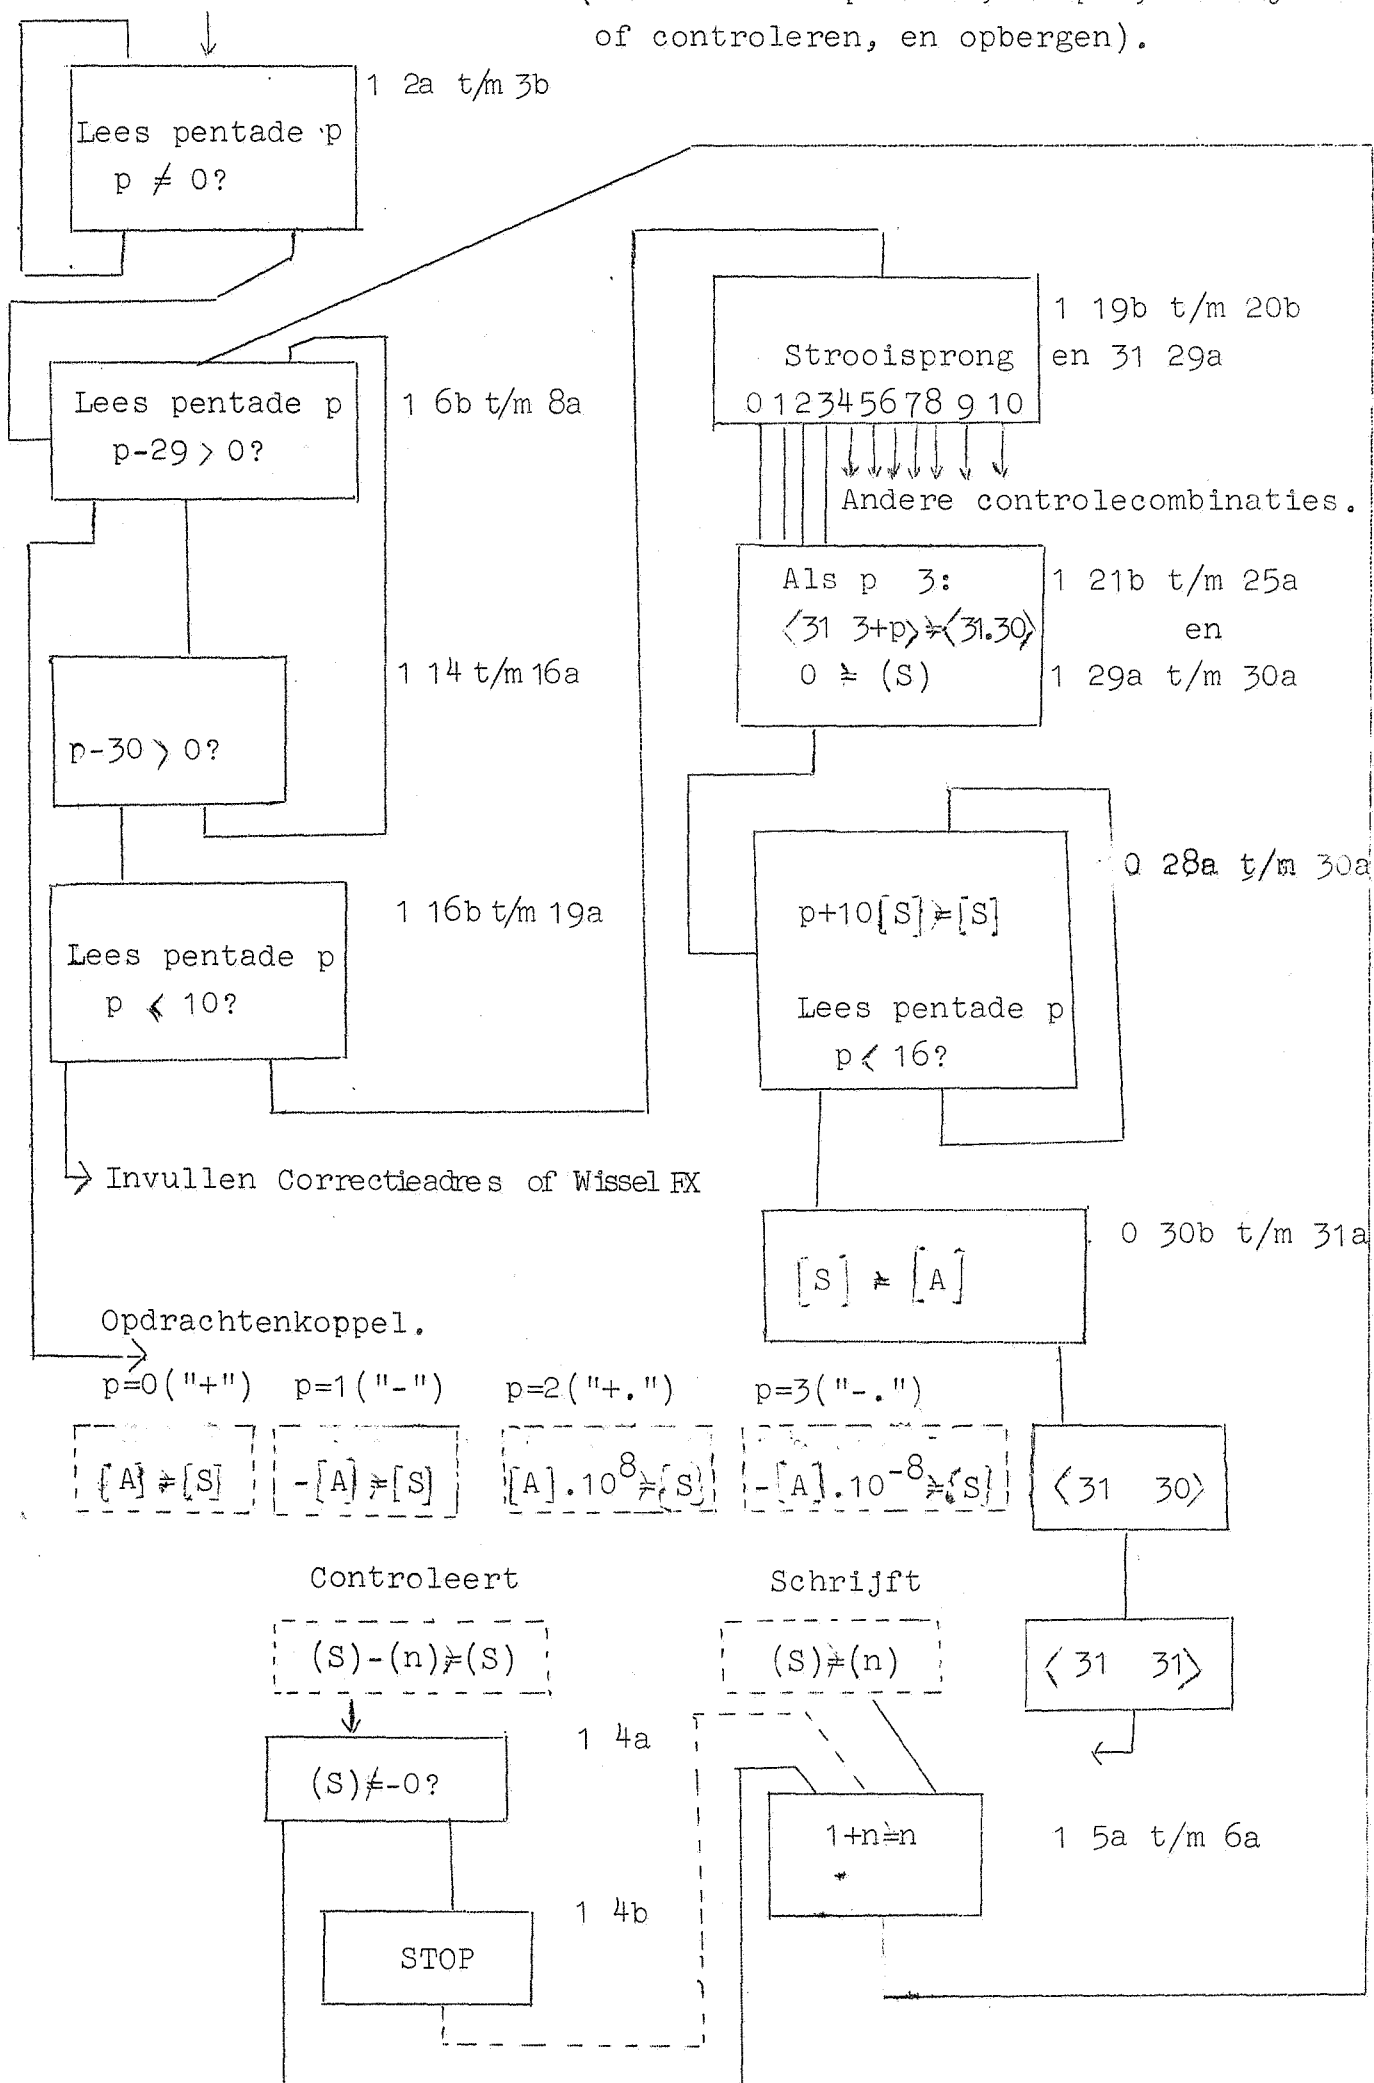 of controleren, en opbergen).
1 2a t/m 3b
Lees pentade p
p ≠ 0?
Lees pentade p
p-29 > 0?
1 6b t/m 8a
p-30 > 0?
1 14 t/m 16a
Lees pentade p
p < 10?
1 16b t/m 19a
Invullen Correctieadres of Wissel FX
Strooisprong
0 1 2 3 4 5 6 7 8 9 10
1 19b t/m 20b
en 31 29a
Andere controlecombinaties.
Als p 3:
<31 3+p> ⋟ <31.30>
0 ⋟ (S)
1 21b t/m 25a
en
1 29a t/m 30a
p+10[S] ⋟ [S]
Lees pentade p
p < 16?
0 28a t/m 30a
[S] ⋟ [A]
0 30b t/m 31a
Opdrachtenkoppel.
p=0("+") p=1("-") p=2("+.") p=3("-.")
[A] ⋟ [S] -[A] ⋟ [S] [A].10⁸ ⋟ [S] -[A].10⁻⁸ ⋟ [S]
<31 30>
<31 31>
Controleert
(S)-(n) ⋟ (S)
(S)≠-0?
1 4a
STOP
1 4b
Schrijft
(S) ⋟ (n)
1+n ⋟ n
1 5a t/m 6a